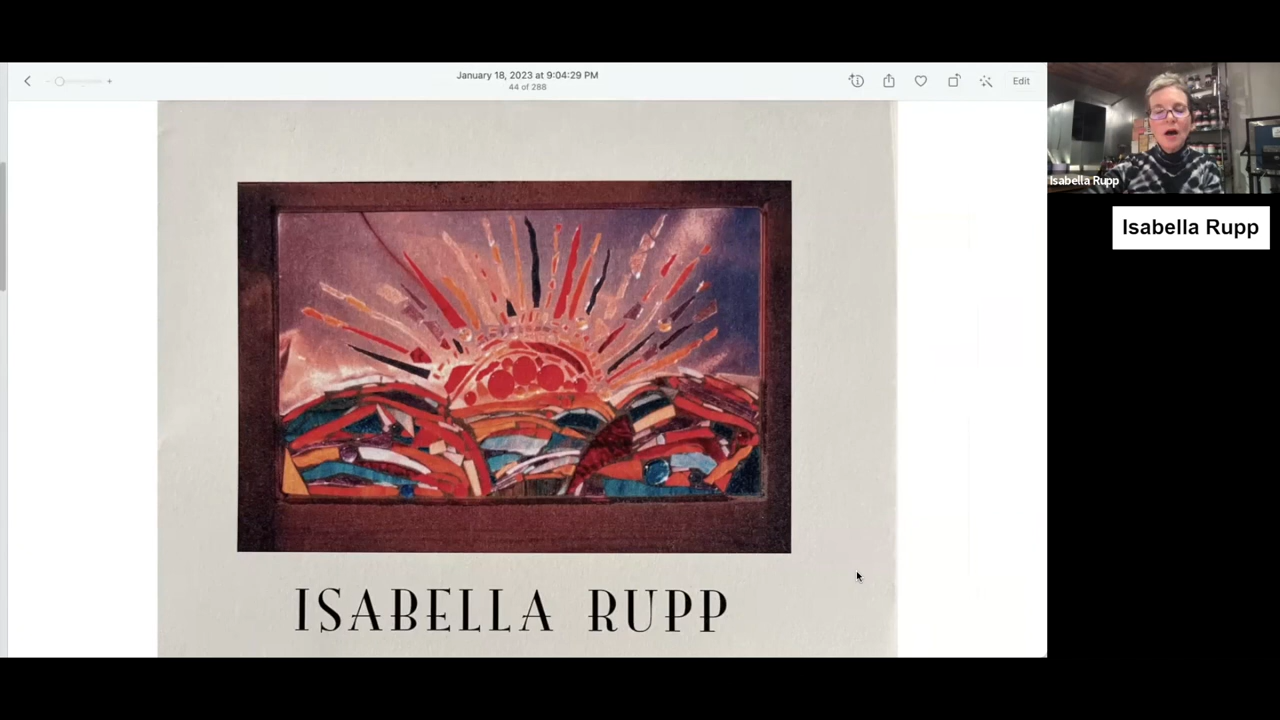 January 18, 2023 at 9:04:29 PM
44 of 288
Edit
Isabella Rupp
Isabella Rupp
ISABELLA RUPP